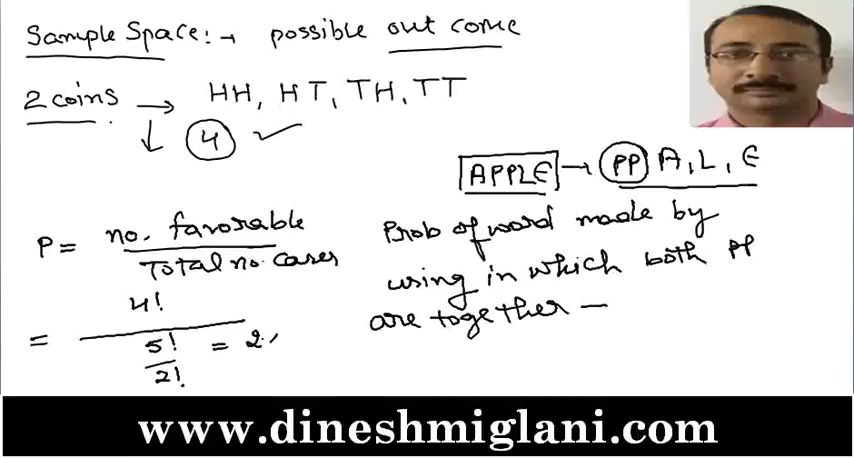 Sample Space:→ possible out come
2 coins → HH, HT, TH, TT
↓ 4 ✓
APPLE → PP A, L, E
P = no. favorable / Total no. cases
Prob of word made by
using in which both PP
are together —
= 4! / 5!/2! = 2.
www.dineshmiglani.com